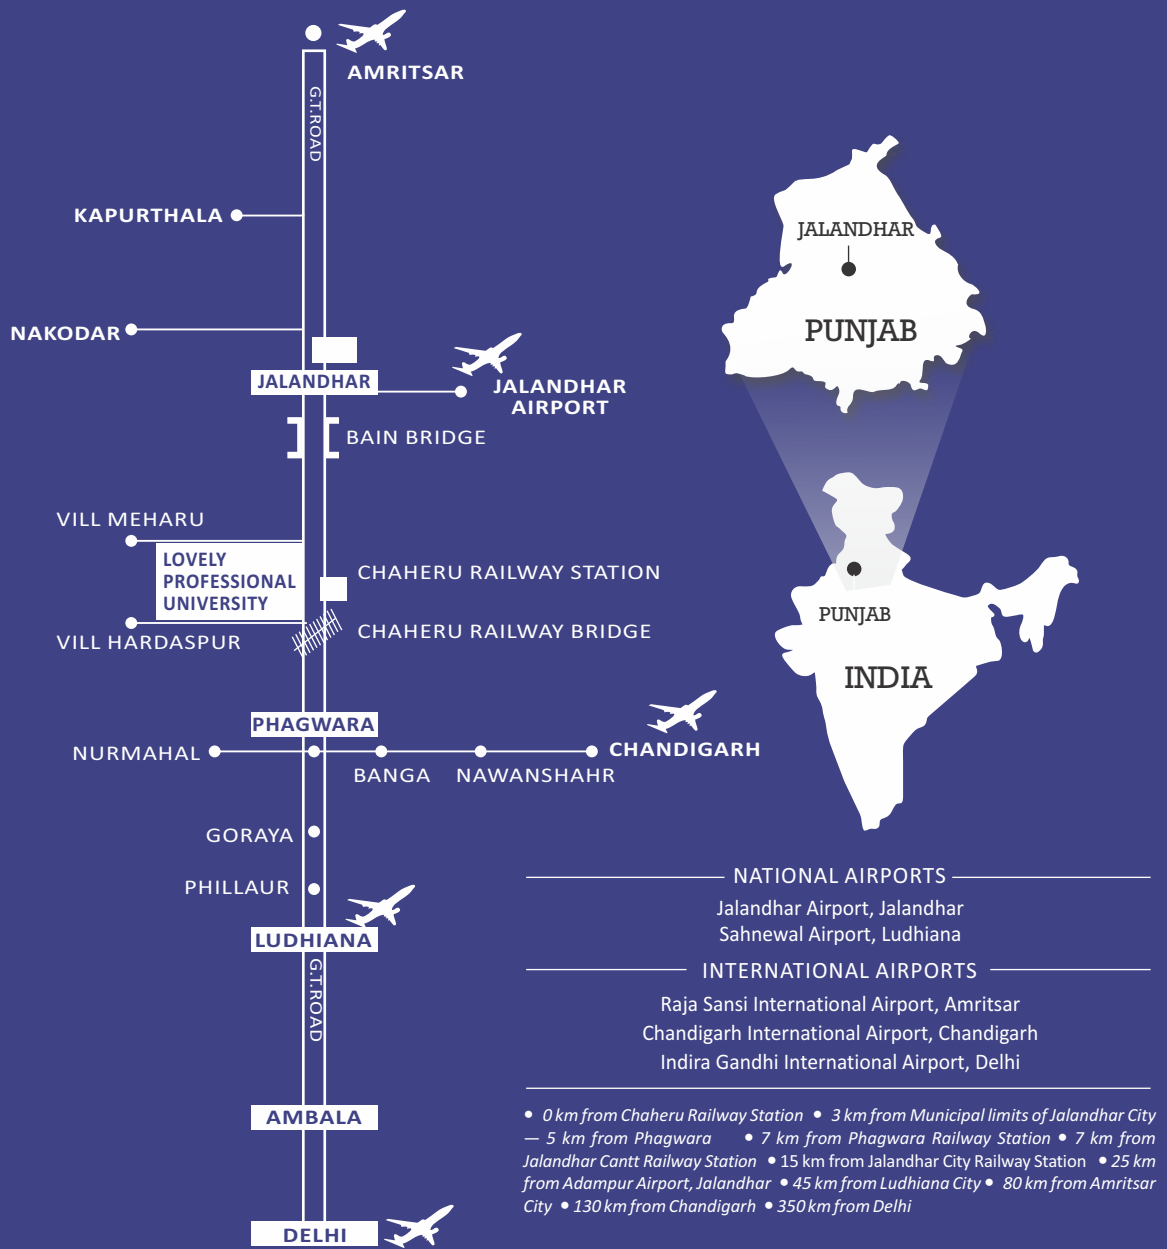 AMRITSAR
G.T.ROAD
KAPURTHALA
NAKODAR
JALANDHAR
JALANDHAR
AIRPORT
BAIN BRIDGE
VILL MEHARU
LOVELY
PROFESSIONAL
UNIVERSITY
CHAHERU RAILWAY STATION
CHAHERU RAILWAY BRIDGE
VILL HARDASPUR
PHAGWARA
NURMAHAL
BANGA
NAWANSHAHR
CHANDIGARH
GORAYA
PHILLAUR
LUDHIANA
G.T.ROAD
AMBALA
DELHI
JALANDHAR
PUNJAB
PUNJAB
INDIA
NATIONAL AIRPORTS
Jalandhar Airport, Jalandhar
Sahnewal Airport, Ludhiana
INTERNATIONAL AIRPORTS
Raja Sansi International Airport, Amritsar
Chandigarh International Airport, Chandigarh
Indira Gandhi International Airport, Delhi
• 0 km from Chaheru Railway Station • 3 km from Municipal limits of Jalandhar City
— 5 km from Phagwara • 7 km from Phagwara Railway Station • 7 km from
Jalandhar Cantt Railway Station • 15 km from Jalandhar City Railway Station • 25 km
from Adampur Airport, Jalandhar • 45 km from Ludhiana City • 80 km from Amritsar
City • 130 km from Chandigarh • 350 km from Delhi